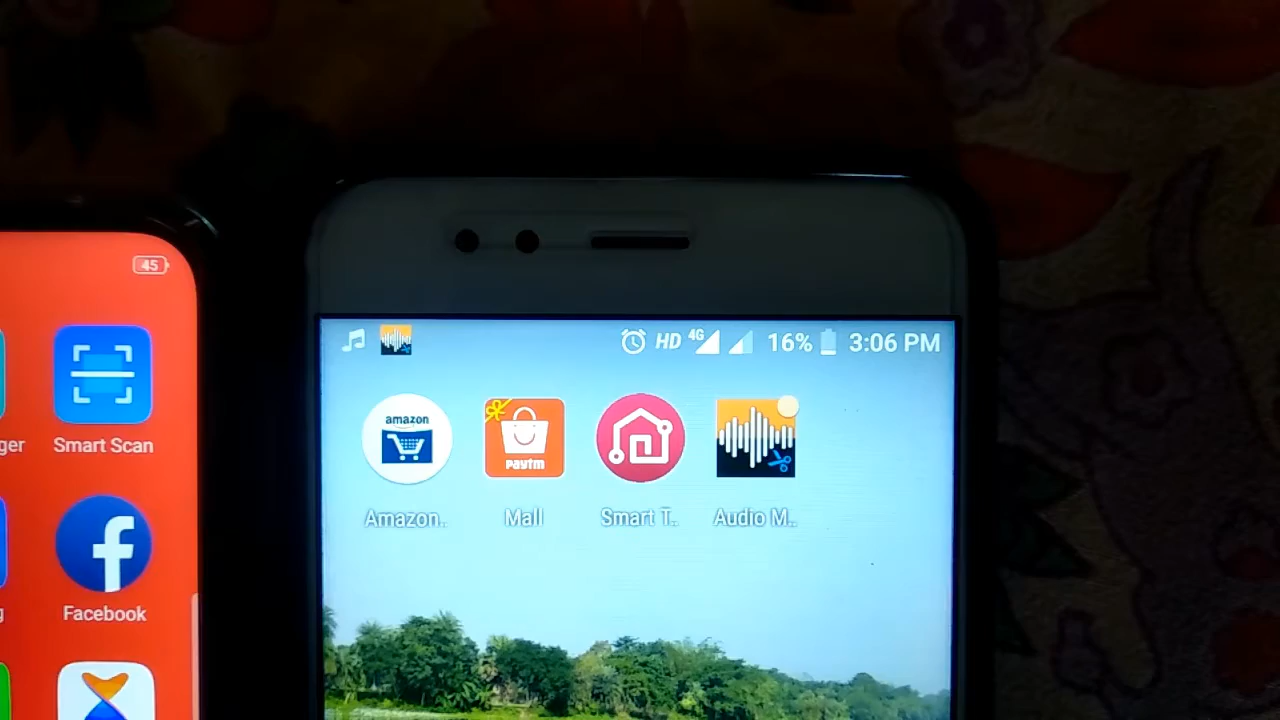 45
ger
Smart Scan
Facebook
g
HD 4G 16% 3:06 PM
amazon
paytm
Amazon..
Mall
Smart T..
Audio M..